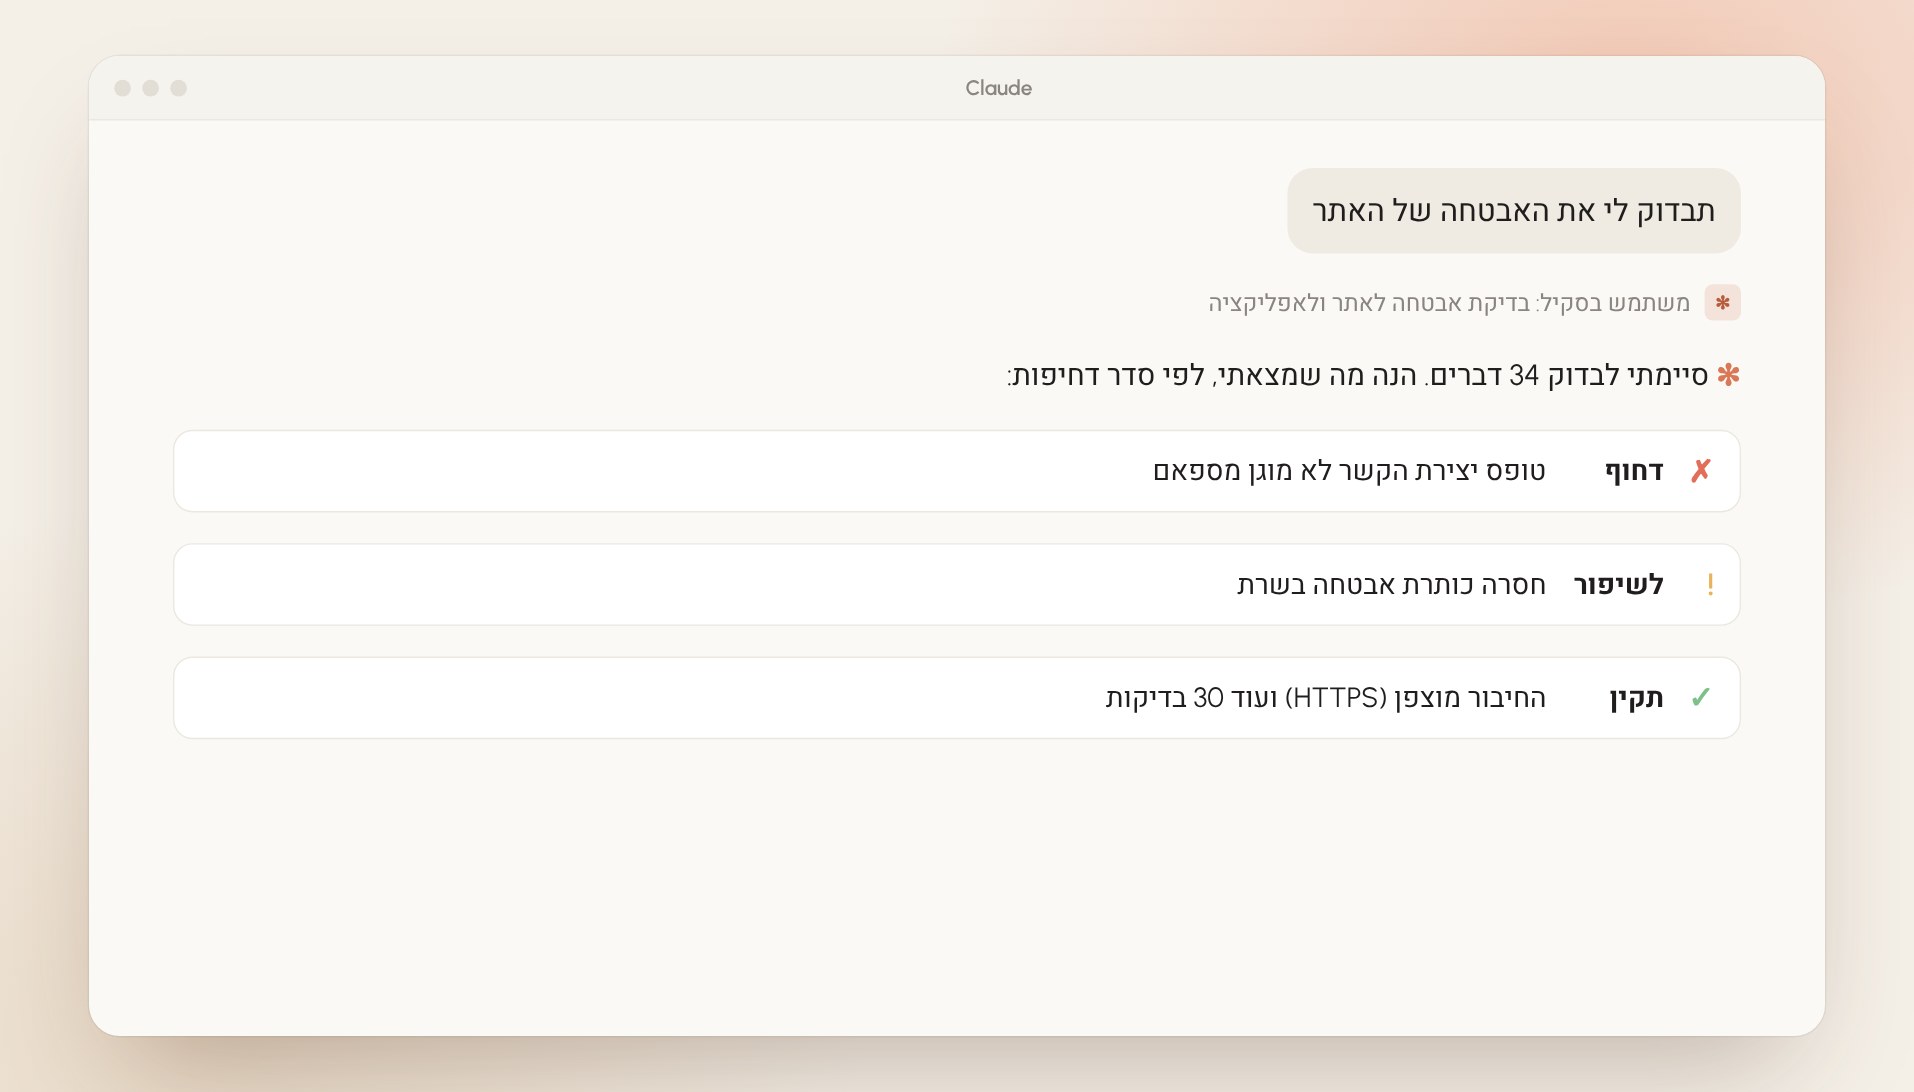 Claude
תבדוק לי את האבטחה של האתר
משתמש בסקיל: בדיקת אבטחה לאתר ולאפליקציה
סיימתי לבדוק 34 דברים. הנה מה שמצאתי, לפי סדר דחיפות:
✗ דחוף טופס יצירת הקשר לא מוגן מספאם
! לשיפור חסרה כותרת אבטחה בשרת
✓ תקין החיבור מוצפן (HTTPS) ועוד 30 בדיקות